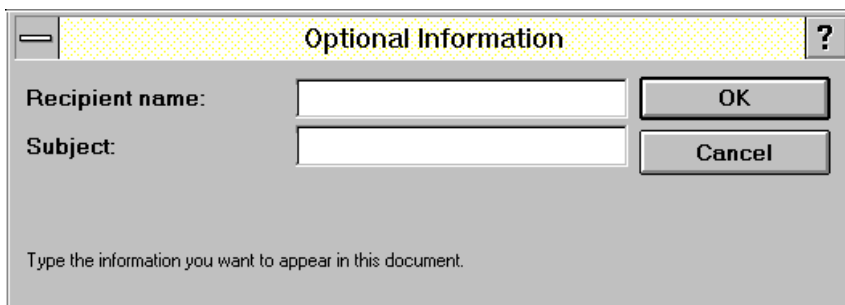 Optional Information
?
Recipient name:
OK
Subject:
Cancel
Type the information you want to appear in this document.